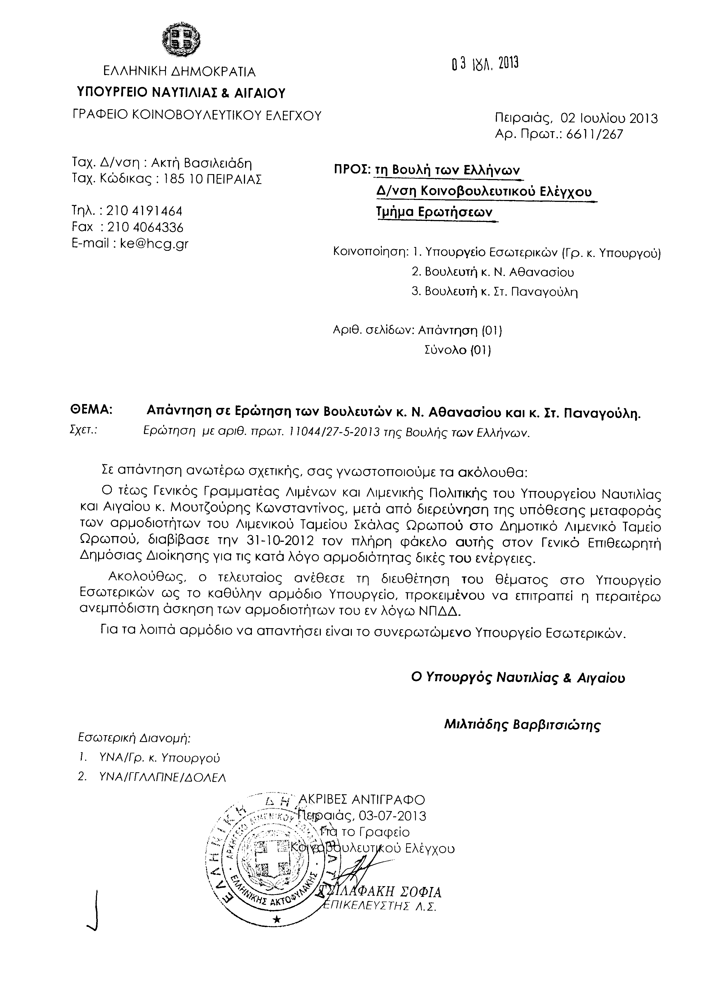 ΕΛΛΗΝΙΚΗ ΔΗΜΟΚΡΑΤΙΑ
ΥΠΟΥΡΓΕΙΟ ΝΑΥΤΙΛΙΑΣ & ΑΙΓΑΙΟΥ
ΓΡΑΦΕΙΟ ΚΟΙΝΟΒΟΥΛΕΥΤΙΚΟΥ ΕΛΕΓΧΟΥ
03 ΙΟΥΛ. 2013
Πειραιάς, 02 Ιουλίου 2013
Αρ. Πρωτ.: 6611/267
Ταχ. Δ/νση : Ακτή Βασιλειάδη
Ταχ. Κώδικας : 185 10 ΠΕΙΡΑΙΑΣ
Τηλ. : 210 4191464
Fax : 210 4064336
E-mail : ke@hcg.gr
ΠΡΟΣ: τη Βουλή των Ελλήνων
Δ/νση Κοινοβουλευτικού Ελέγχου
Τμήμα Ερωτήσεων
Κοινοποίηση: 1. Υπουργείο Εσωτερικών (Γρ. κ. Υπουργού)
2. Βουλευτή κ. Ν. Αθανασίου
3. Βουλευτή κ. Στ. Παναγούλη
Αριθ. σελίδων: Απάντηση (01)
Σύνολο (01)
ΘΕΜΑ: Απάντηση σε Ερώτηση των Βουλευτών κ. Ν. Αθανασίου και κ. Στ. Παναγούλη.
Σχετ.: Ερώτηση με αριθ. πρωτ. 11044/27-5-2013 της Βουλής των Ελλήνων.
Σε απάντηση ανωτέρω σχετικής, σας γνωστοποιούμε τα ακόλουθα:
Ο τέως Γενικός Γραμματέας Λιμένων και Λιμενικής Πολιτικής του Υπουργείου Ναυτιλίας
και Αιγαίου κ. Μουτζούρης Κωνσταντίνος, μετά από διερεύνηση της υπόθεσης μεταφοράς
των αρμοδιοτήτων του Λιμενικού Ταμείου Σκάλας Ωρωπού στο Δημοτικό Λιμενικό Ταμείο
Ωρωπού, διαβίβασε την 31-10-2012 τον πλήρη φάκελο αυτής στον Γενικό Επιθεωρητή
Δημόσιας Διοίκησης για τις κατά λόγο αρμοδιότητας δικές του ενέργειες.
Ακολούθως, ο τελευταίος ανέθεσε τη διευθέτηση του θέματος στο Υπουργείο
Εσωτερικών ως το καθύλην αρμόδιο Υπουργείο, προκειμένου να επιτραπεί η περαιτέρω
ανεμπόδιστη άσκηση των αρμοδιοτήτων του εν λόγω ΝΠΔΔ.
Για τα λοιπά αρμόδιο να απαντήσει είναι το συνερωτώμενο Υπουργείο Εσωτερικών.
Ο Υπουργός Ναυτιλίας & Αιγαίου
Μιλτιάδης Βαρβιτσιώτης
Εσωτερική Διανομή:
1. ΥΝΑ/Γρ. κ. Υπουργού
2. ΥΝΑ/ΓΓΛΛΠΝΕ/ΔΟΛΕΛ
ΑΚΡΙΒΕΣ ΑΝΤΙΓΡΑΦΟ
Πειραιάς, 03-07-2013
Για το Γραφείο
Κοινοβουλευτικού Ελέγχου
ΤΣΙΛΑΦΑΚΗ ΣΟΦΙΑ
ΕΠΙΚΕΛΕΥΣΤΗΣ Λ.Σ.
ΑΡΧΗΓΕΙΟ ΛΙΜΕΝΙΚΟΥ
ΕΛΛΗΝΙΚΗΣ ΑΚΤΟΦΥΛΑΚΗΣ